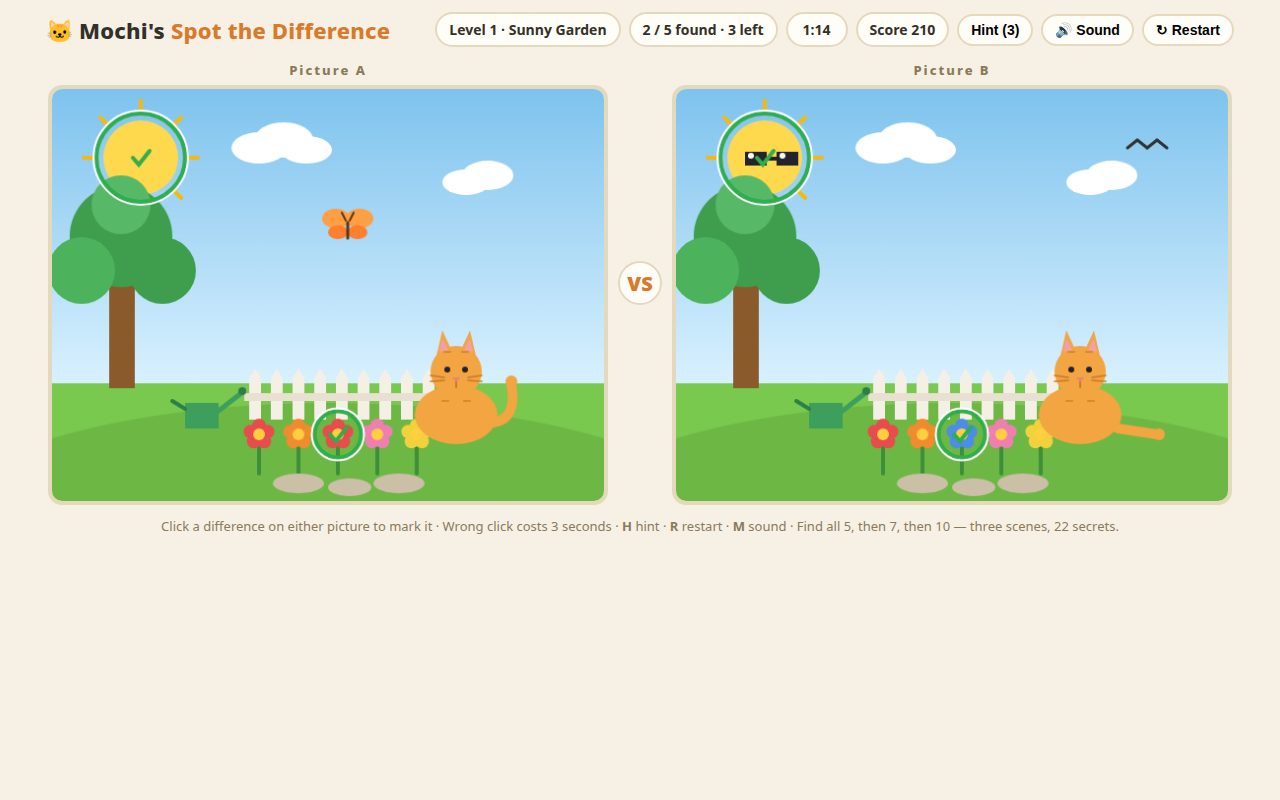 🐱 Mochi's Spot the Difference
Level 1 · Sunny Garden
2 / 5 found · 3 left
1:14
Score 210
Hint (3)
🔊 Sound
↻ Restart
Picture A
Picture B
VS
Click a difference on either picture to mark it · Wrong click costs 3 seconds · H hint · R restart · M sound · Find all 5, then 7, then 10 — three scenes, 22 secrets.